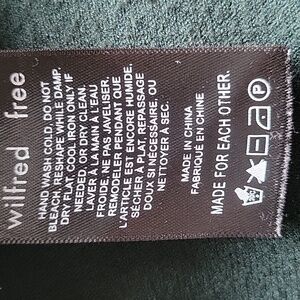 wilfred free
HAND WASH COLD, DO NOT
BLEACH, RESHAPE WHILE DAMP,
DRY FLAT, COOL IRON ONLY IF
NEEDED, OR DRY CLEAN.
LAVER À LA MAIN À L'EAU
FROIDE, NE PAS JAVELISER,
REMODELER PENDANT QUE
L'ARTICLE EST ENCORE HUMIDE,
SÉCHER À PLAT, REPASSAGE
DOUX SI NÉCESSAIRE, OU
NETTOYER À SEC.
MADE IN CHINA
FABRIQUÉ EN CHINE
MADE FOR EACH OTHER.
P